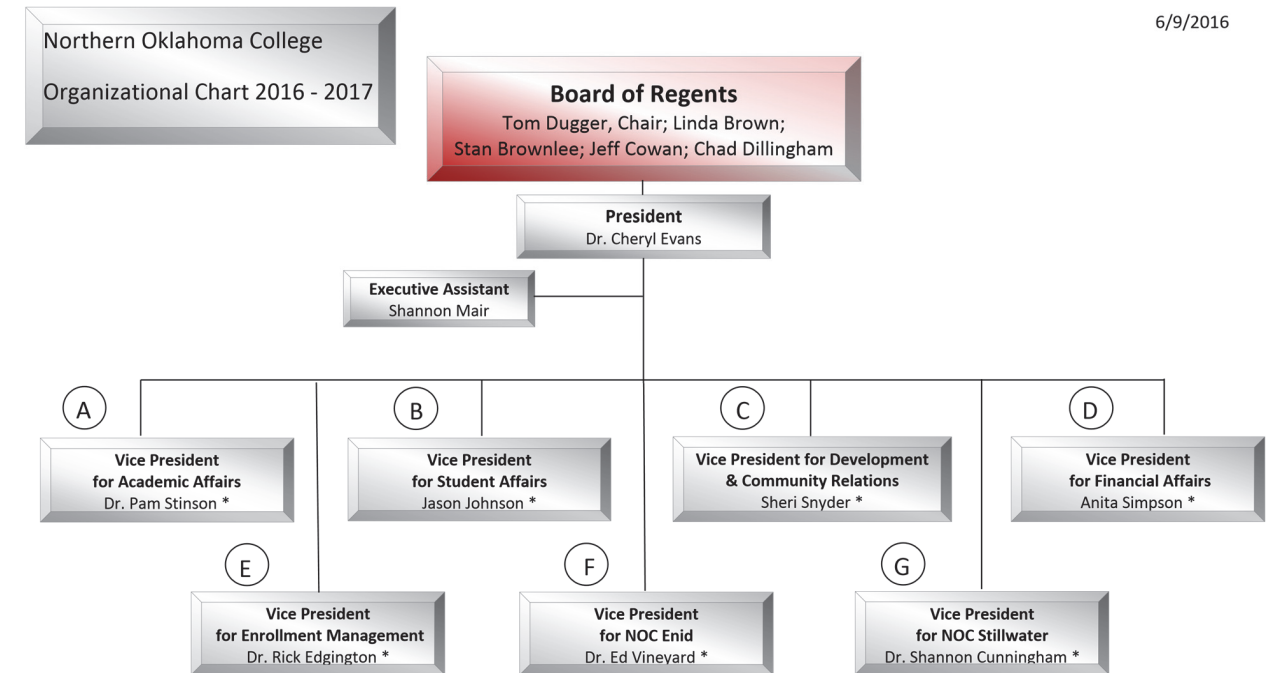 Northern Oklahoma College
Organizational Chart 2016 - 2017
6/9/2016
Board of Regents
Tom Dugger, Chair; Linda Brown;
Stan Brownlee; Jeff Cowan; Chad Dillingham
President
Dr. Cheryl Evans
Executive Assistant
Shannon Mair
A
Vice President
for Academic Affairs
Dr. Pam Stinson *
B
Vice President
for Student Affairs
Jason Johnson *
C
Vice President for Development
& Community Relations
Sheri Snyder *
D
Vice President
for Financial Affairs
Anita Simpson *
E
Vice President
for Enrollment Management
Dr. Rick Edgington *
F
Vice President
for NOC Enid
Dr. Ed Vineyard *
G
Vice President
for NOC Stillwater
Dr. Shannon Cunningham *